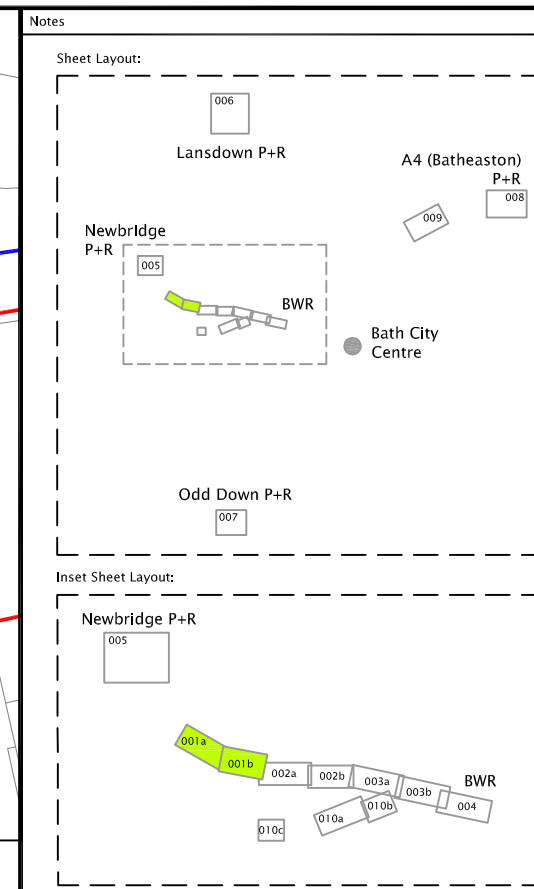 Notes
Sheet Layout:
006
Lansdown P+R
A4 (Batheaston)
P+R
008
009
Newbridge
P+R
005
BWR
Bath City
Centre
Odd Down P+R
007
Inset Sheet Layout:
Newbridge P+R
005
001a
001b
002a
002b
003a
003b
BWR
004
010a
010b
010c